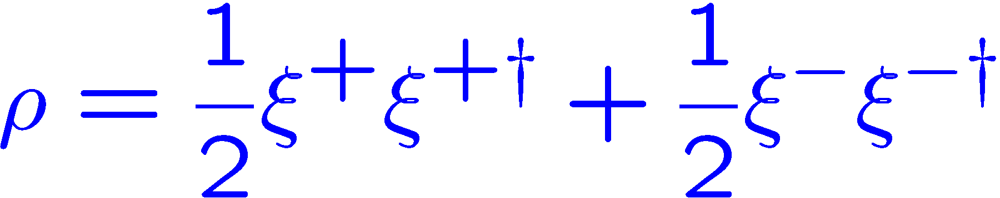 ρ = 1/2 ξ⁺ξ⁺† + 1/2 ξ⁻ξ⁻†